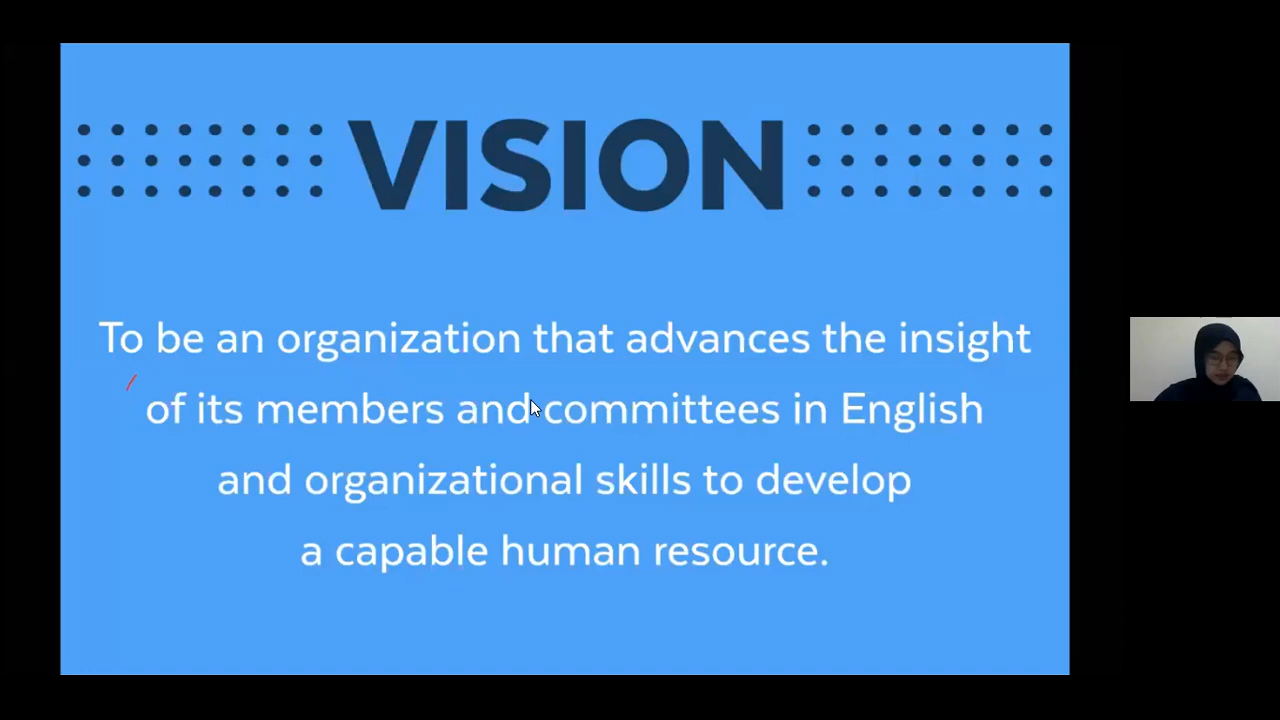 VISION
To be an organization that advances the insight
of its members and committees in English
and organizational skills to develop
a capable human resource.